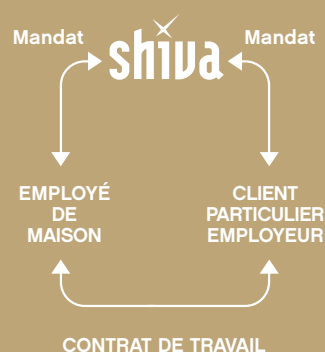 Mandat
shiva
Mandat
EMPLOYÉ
DE
MAISON
CLIENT
PARTICULIER
EMPLOYEUR
CONTRAT DE TRAVAIL